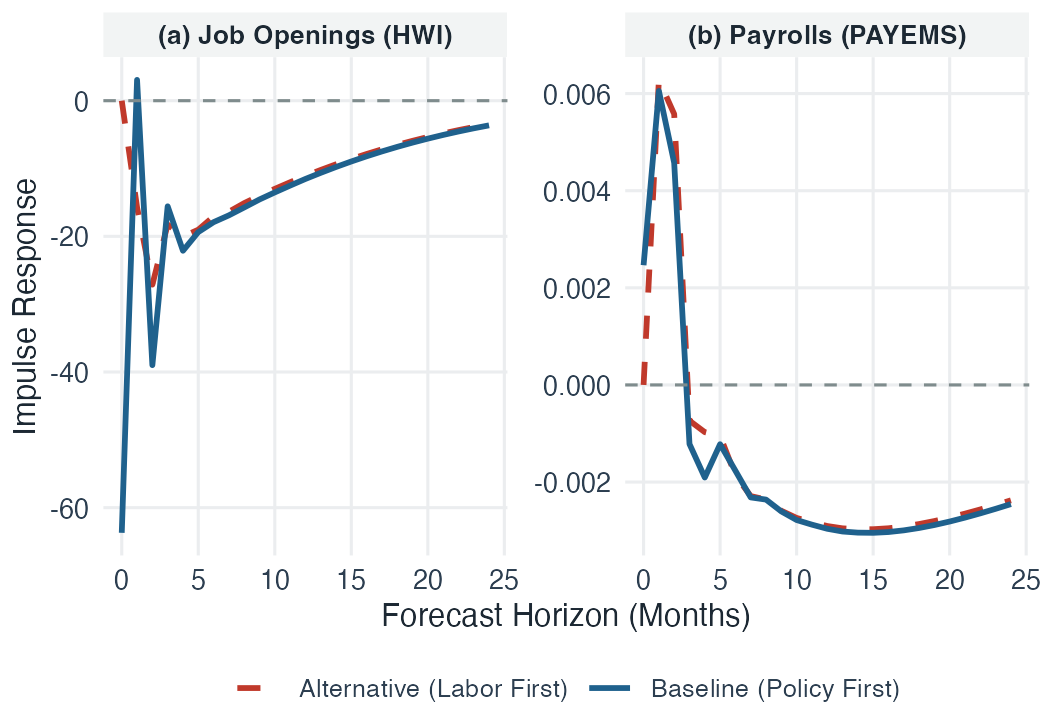 (a) Job Openings (HWI)
(b) Payrolls (PAYEMS)
Impulse Response
0
-20
-40
-60
0.006
0.004
0.002
0.000
-0.002
0 5 10 15 20 25
0 5 10 15 20 25
Forecast Horizon (Months)
Alternative (Labor First)
Baseline (Policy First)